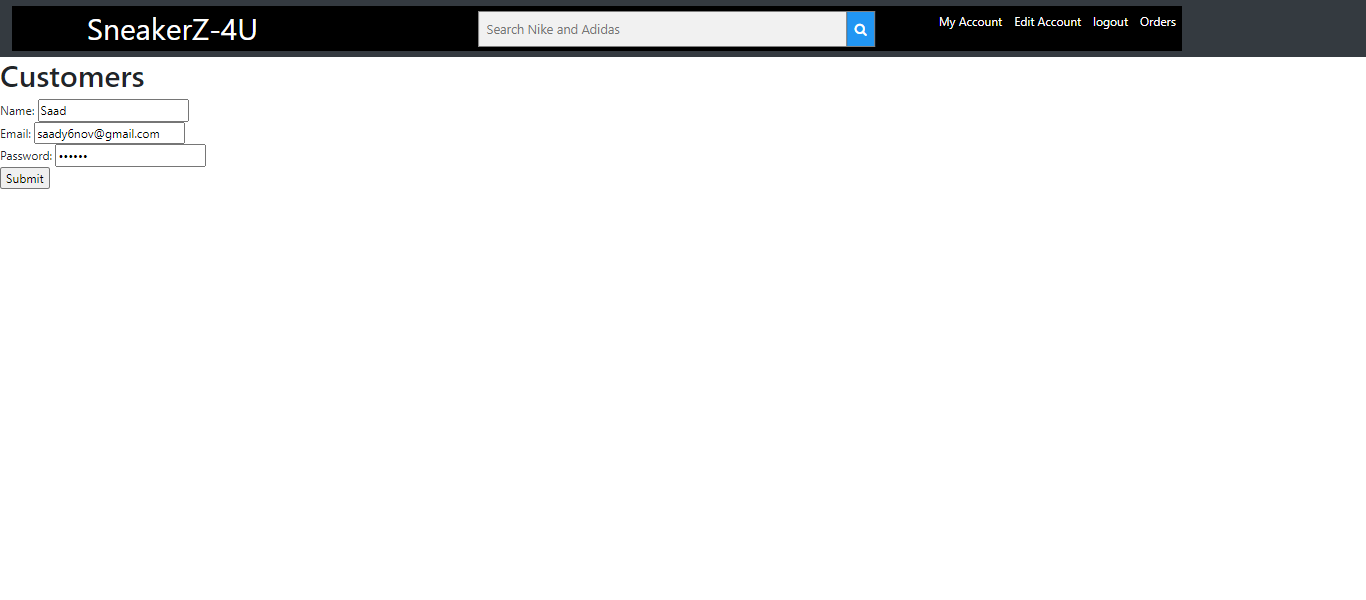 SneakerZ-4U Search Nike and Adidas My Account Edit Account logout Orders
Customers
Name: Saad
Email: saady6nov@gmail.com
Password: ••••••
Submit